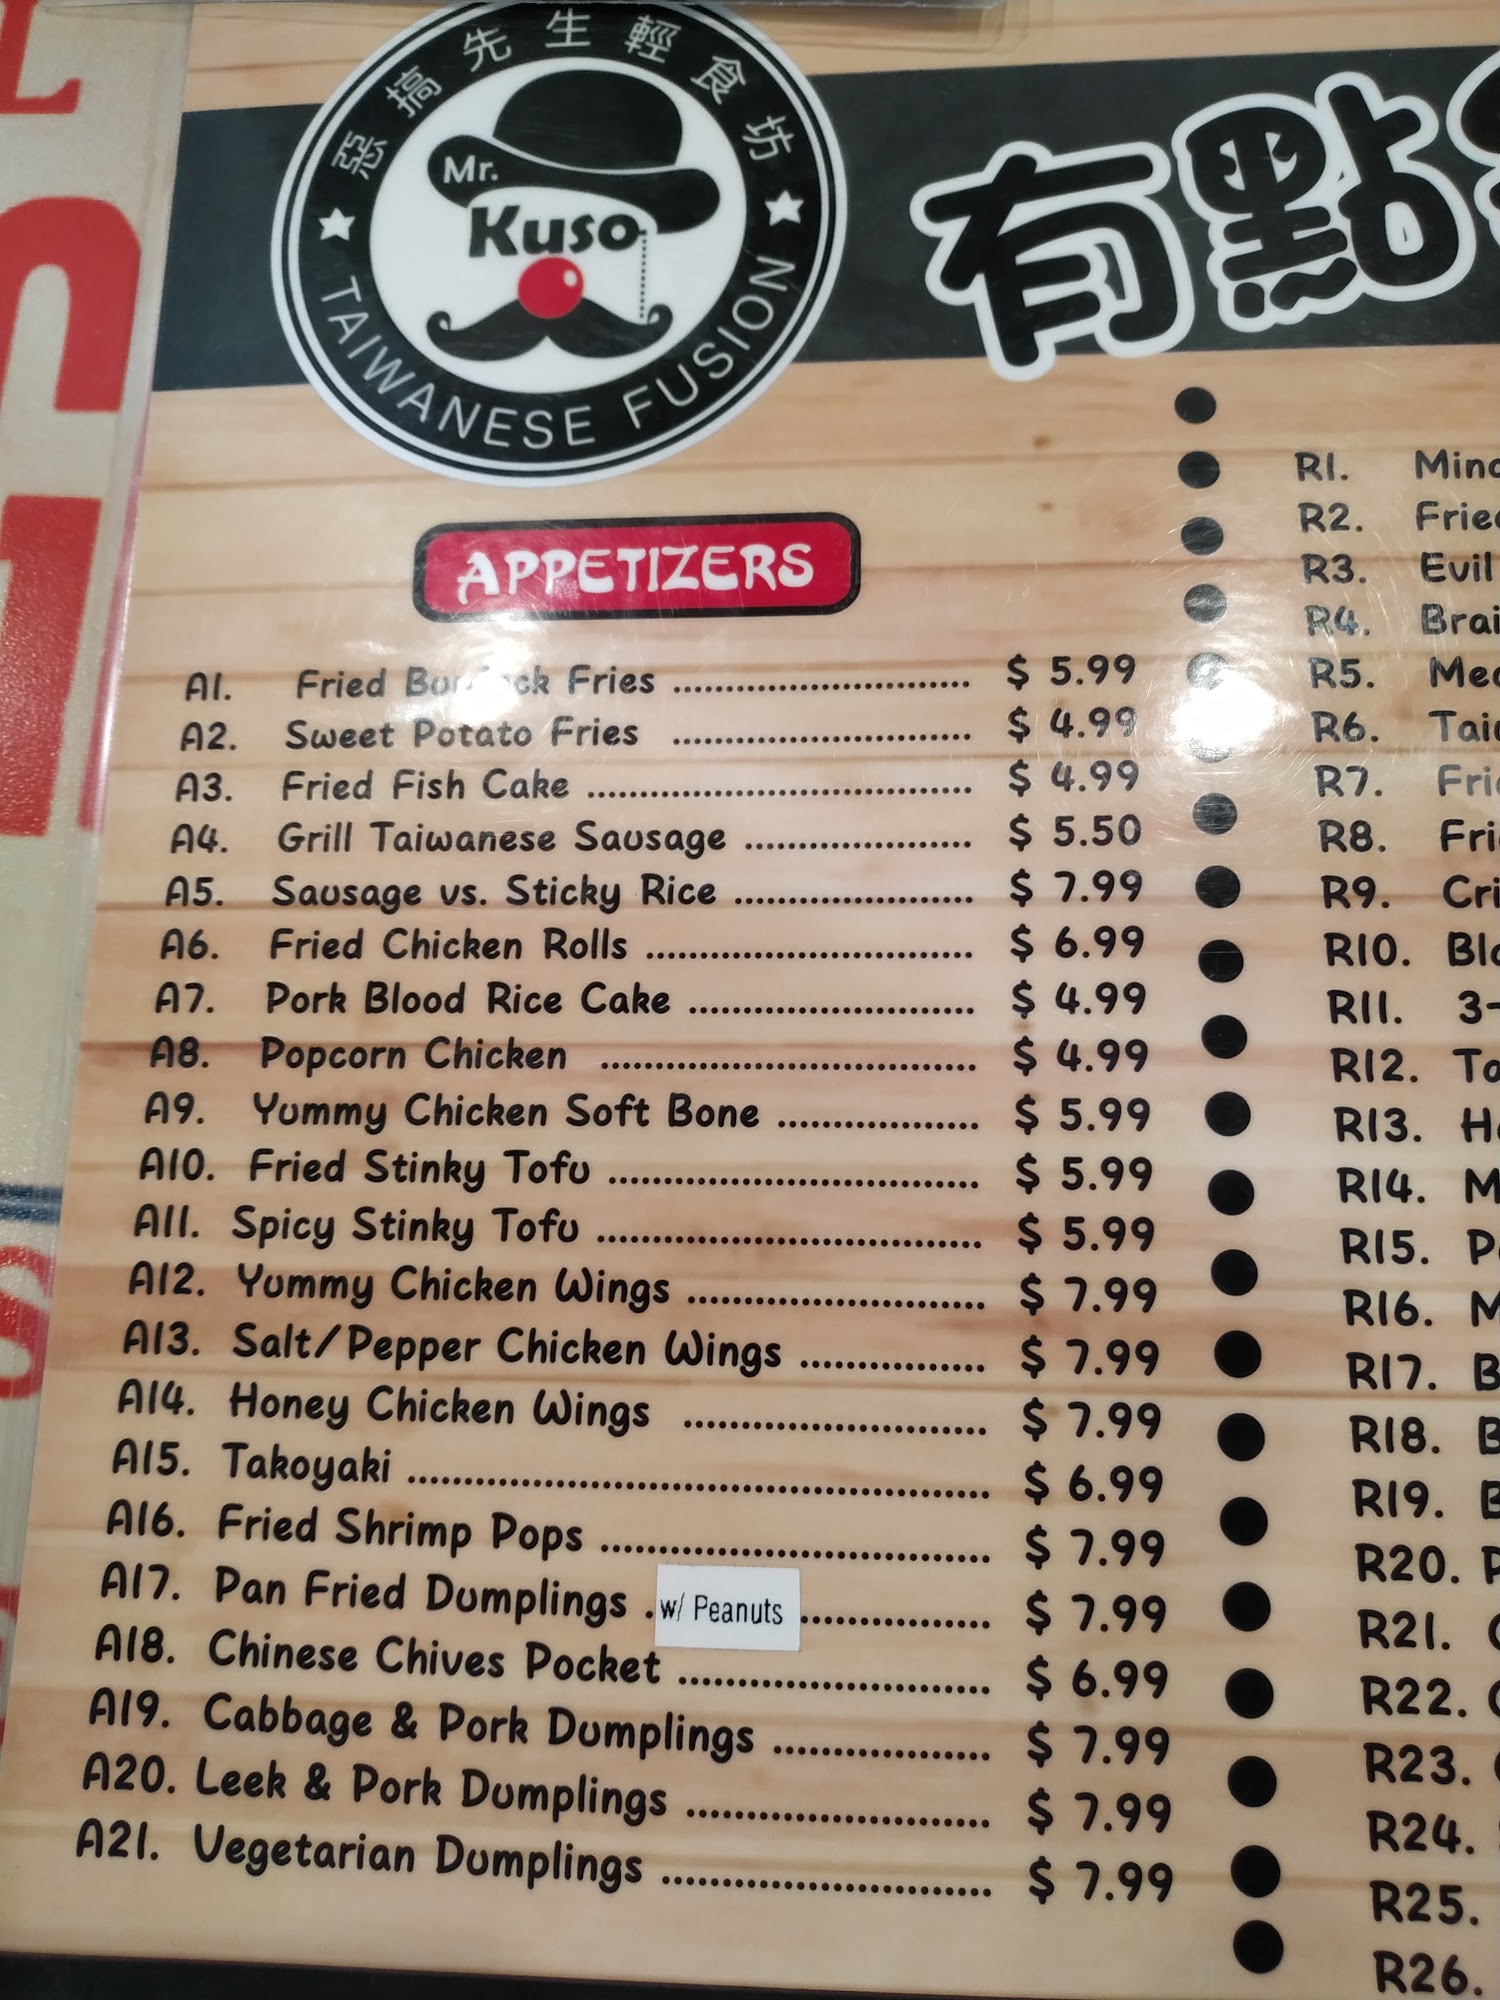 惡搞先生輕食坊
Mr.
Kuso
TAIWANESE FUSION
有點
APPETIZERS
A1. Fried Fries ........ $ 5.99
A2. Sweet Potato Fries ........ $ 4.99
A3. Fried Fish Cake ........ $ 4.99
A4. Grill Taiwanese Sausage ........ $ 5.50
A5. Sausage vs. Sticky Rice ........ $ 7.99
A6. Fried Chicken Rolls ........ $ 6.99
A7. Pork Blood Rice Cake ........ $ 4.99
A8. Popcorn Chicken ........ $ 4.99
A9. Yummy Chicken Soft Bone ........ $ 5.99
A10. Fried Stinky Tofu ........ $ 5.99
A11. Spicy Stinky Tofu ........ $ 5.99
A12. Yummy Chicken Wings ........ $ 7.99
A13. Salt/Pepper Chicken Wings ........ $ 7.99
A14. Honey Chicken Wings ........ $ 7.99
A15. Takoyaki ........ $ 6.99
A16. Fried Shrimp Pops ........ $ 7.99
A17. Pan Fried Dumplings . w/ Peanuts ........ $ 7.99
A18. Chinese Chives Pocket ........ $ 6.99
A19. Cabbage & Pork Dumplings ........ $ 7.99
A20. Leek & Pork Dumplings ........ $ 7.99
A21. Vegetarian Dumplings ........ $ 7.99
R1.
R2.
R3. Evil
R4.
R5.
R6.
R7.
R8.
R9.
R10.
R11. 3-
R12.
R13.
R14.
R15.
R16.
R17.
R18.
R19.
R20.
R21.
R22.
R23.
R24.
R25.
R26.